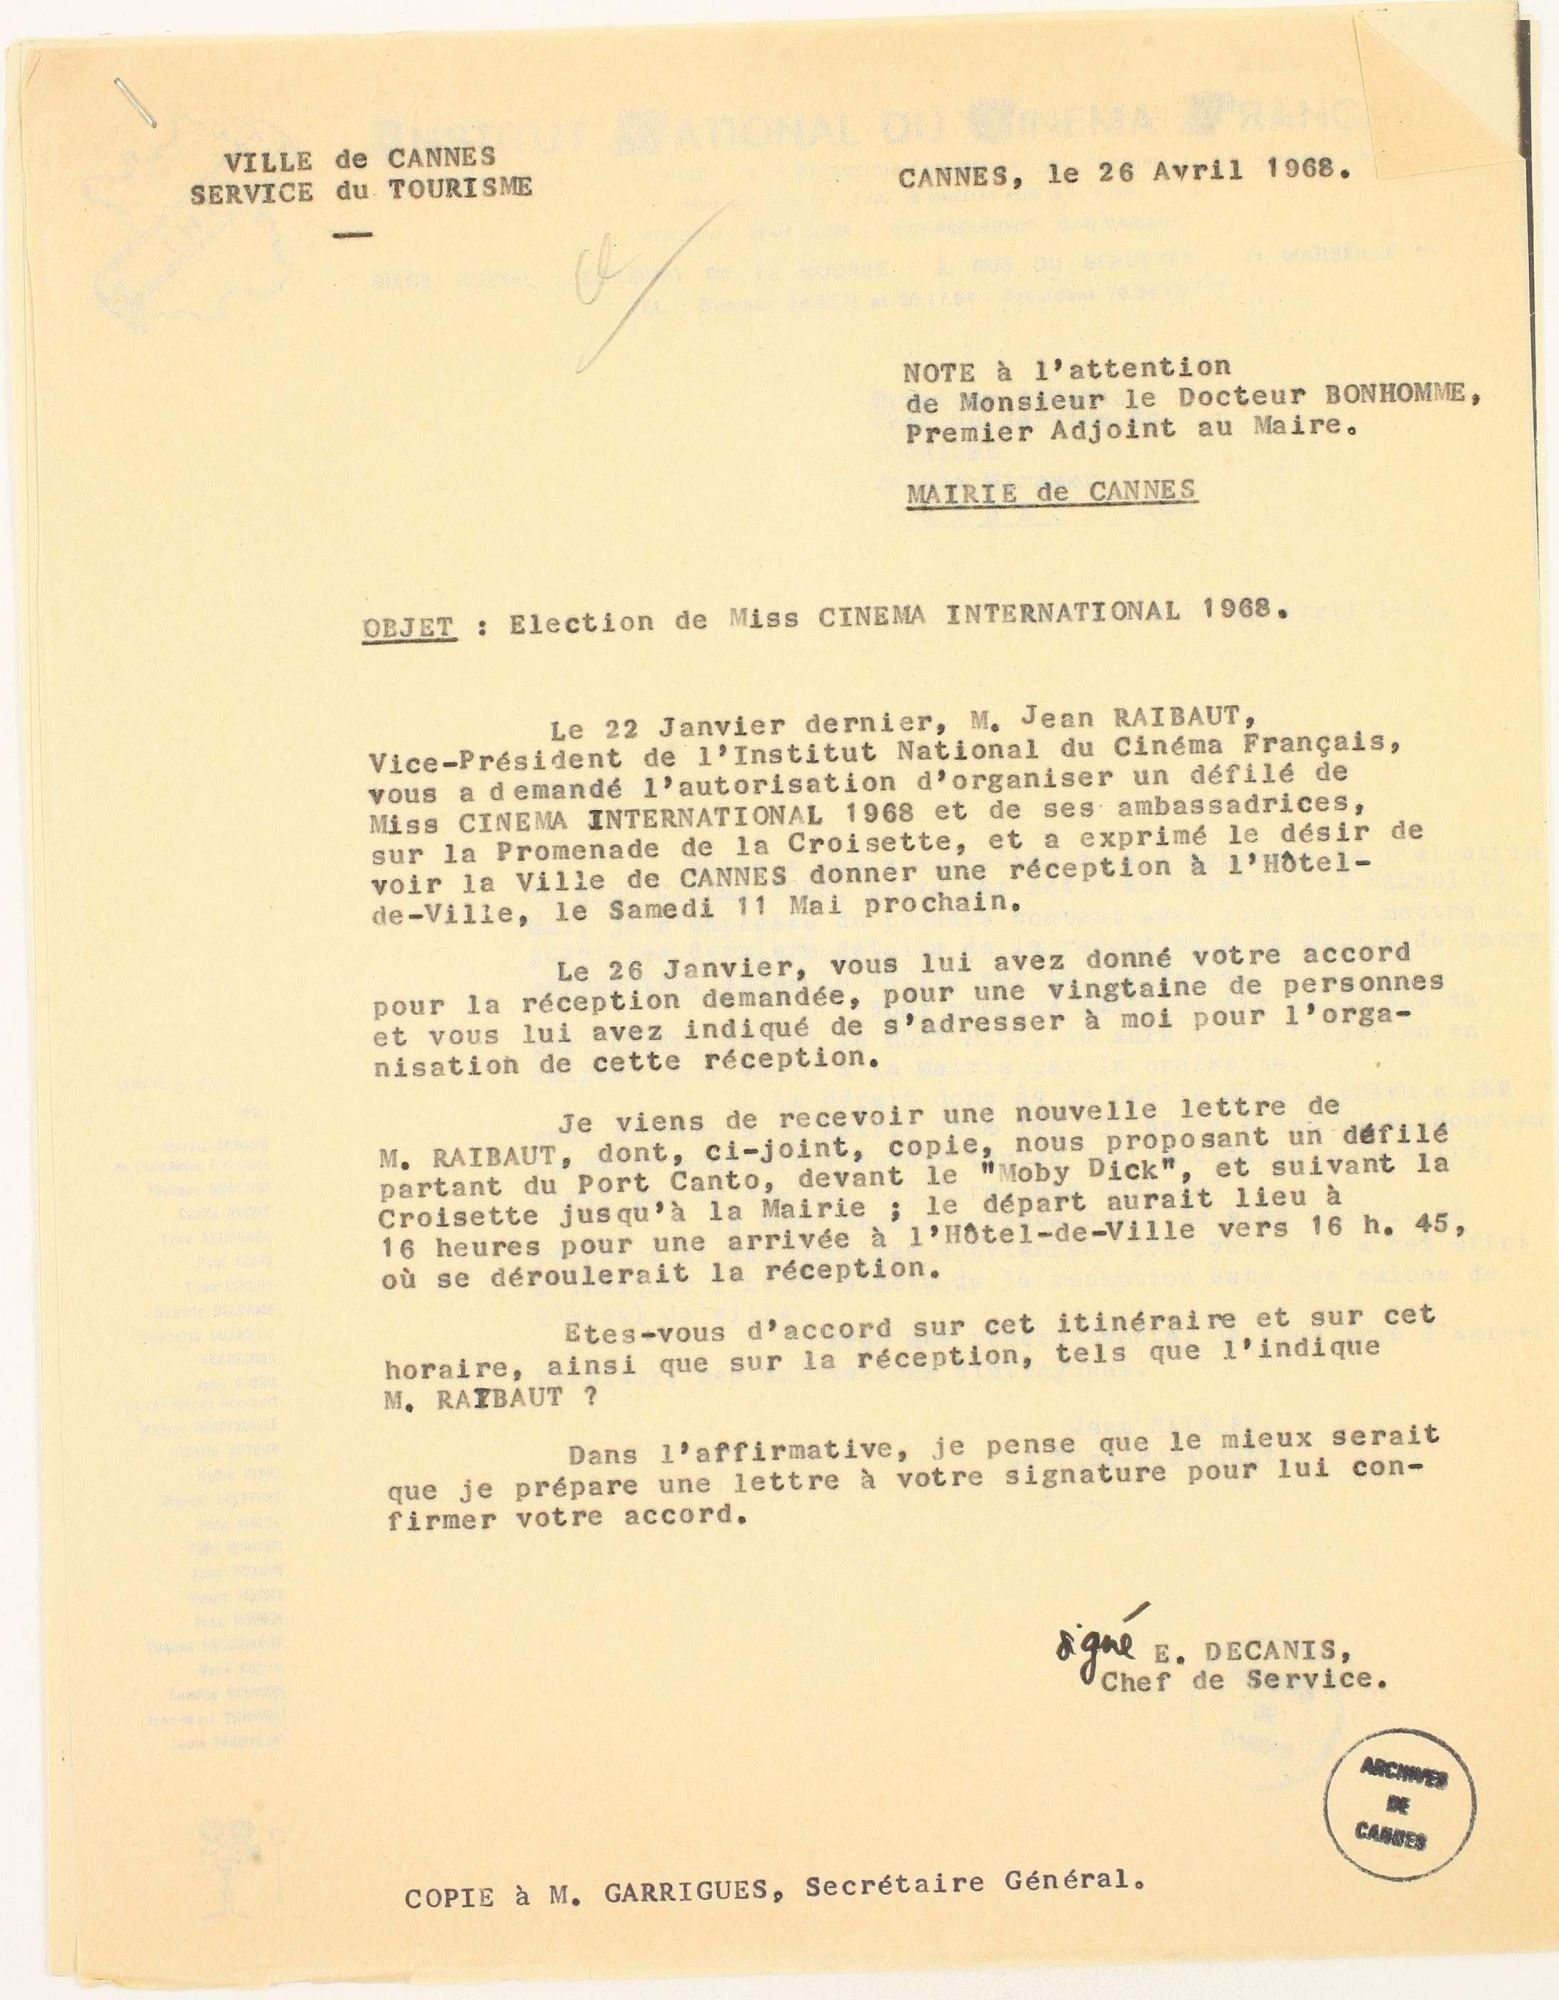 VILLE de CANNES
SERVICE du TOURISME
CANNES, le 26 Avril 1968.
NOTE à l'attention
de Monsieur le Docteur BONHOMME,
Premier Adjoint au Maire.
MAIRIE de CANNES
OBJET : Election de Miss CINEMA INTERNATIONAL 1968.
Le 22 Janvier dernier, M. Jean RAIBAUT,
Vice-Président de l'Institut National du Cinéma Français,
vous a demandé l'autorisation d'organiser un défilé de
Miss CINEMA INTERNATIONAL 1968 et de ses ambassadrices,
sur la Promenade de la Croisette, et a exprimé le désir de
voir la Ville de CANNES donner une réception à l'Hôtel-
de-Ville, le Samedi 11 Mai prochain.
Le 26 Janvier, vous lui avez donné votre accord
pour la réception demandée, pour une vingtaine de personnes
et vous lui avez indiqué de s'adresser à moi pour l'orga-
nisation de cette réception.
Je viens de recevoir une nouvelle lettre de
M. RAIBAUT, dont, ci-joint, copie, nous proposant un défilé
partant du Port Canto, devant le "Moby Dick", et suivant la
Croisette jusqu'à la Mairie ; le départ aurait lieu à
16 heures pour une arrivée à l'Hôtel-de-Ville vers 16 h. 45,
où se déroulerait la réception.
Etes-vous d'accord sur cet itinéraire et sur cet
horaire, ainsi que sur la réception, tels que l'indique
M. RAIBAUT ?
Dans l'affirmative, je pense que le mieux serait
que je prépare une lettre à votre signature pour lui con-
firmer votre accord.
signé E. DECANIS,
Chef de Service.
ARCHIVES
DE
CANNES
COPIE à M. GARRIGUES, Secrétaire Général.